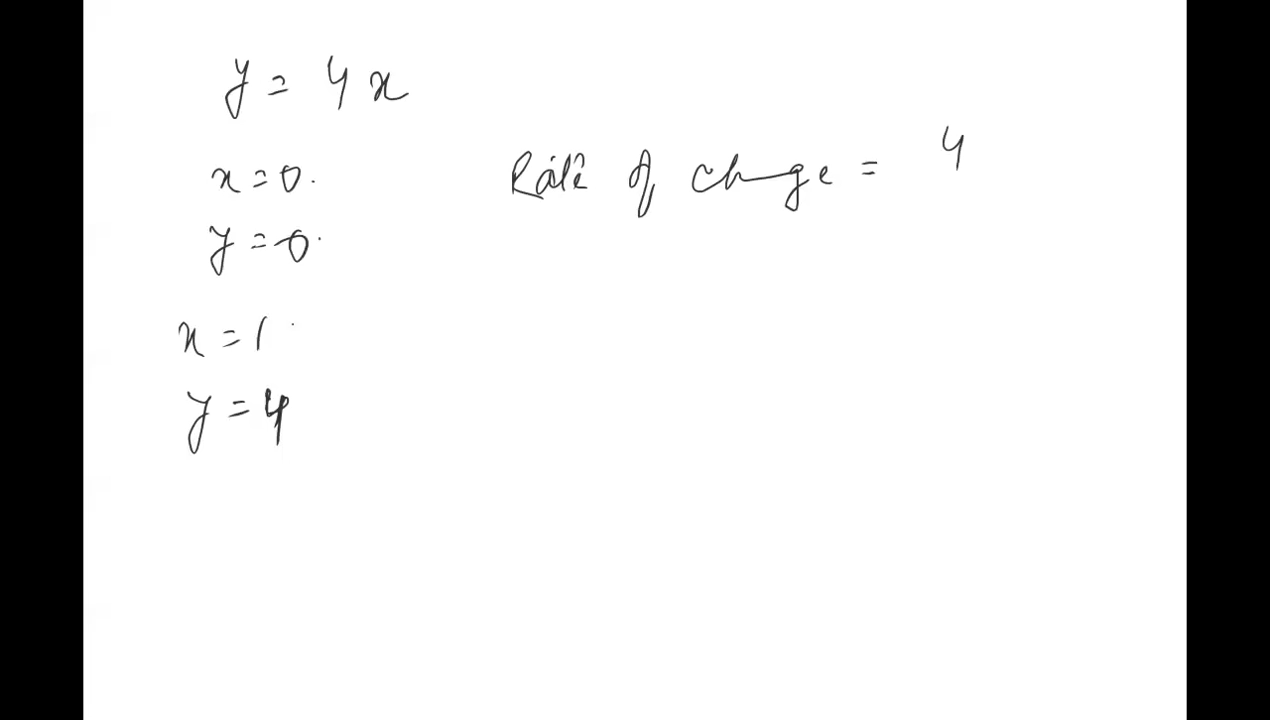 y = 4x
x = 0.
Rate of change = 4
y = 0.
x = 1
y = 4